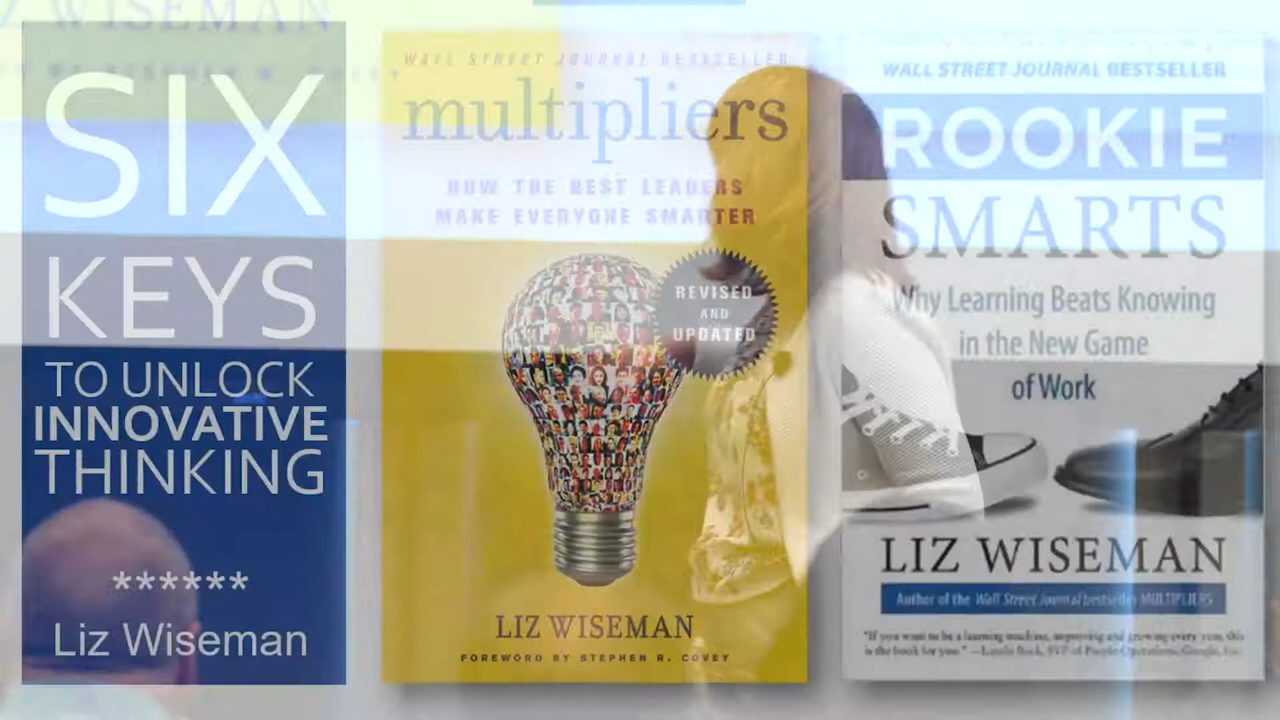 Z WISEMAN
SIX
KEYS
TO UNLOCK
INNOVATIVE
THINKING
******
Liz Wiseman
WALL STREET JOURNAL BESTSELLER
multipliers
HOW THE BEST LEADERS
MAKE EVERYONE SMARTER
REVISED
AND
UPDATED
LIZ WISEMAN
FOREWORD BY STEPHEN R. COVEY
WALL STREET JOURNAL BESTSELLER
ROOKIE
SMARTS
Why Learning Beats Knowing
in the New Game
of Work
LIZ WISEMAN
Author of the Wall Street Journal bestseller MULTIPLIERS
"If you want to be a learning machine, improving and growing every year, this
is the book for you." —